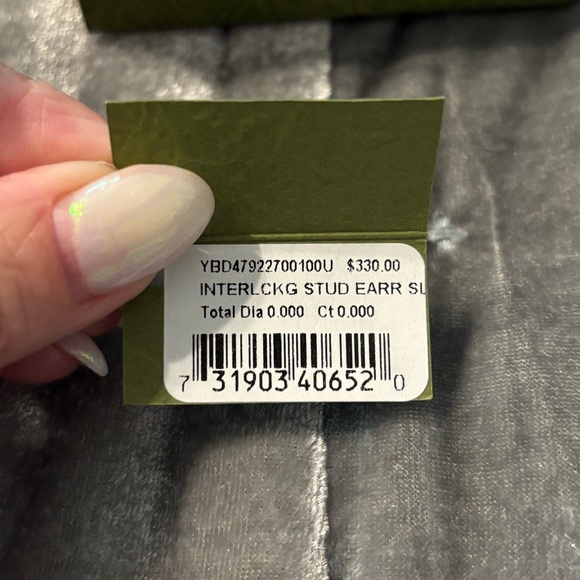 YBD47922700100U $330.00
INTERLCKG STUD EARR SL
Total Dia 0.000 Ct 0.000
7 31903 40652 0